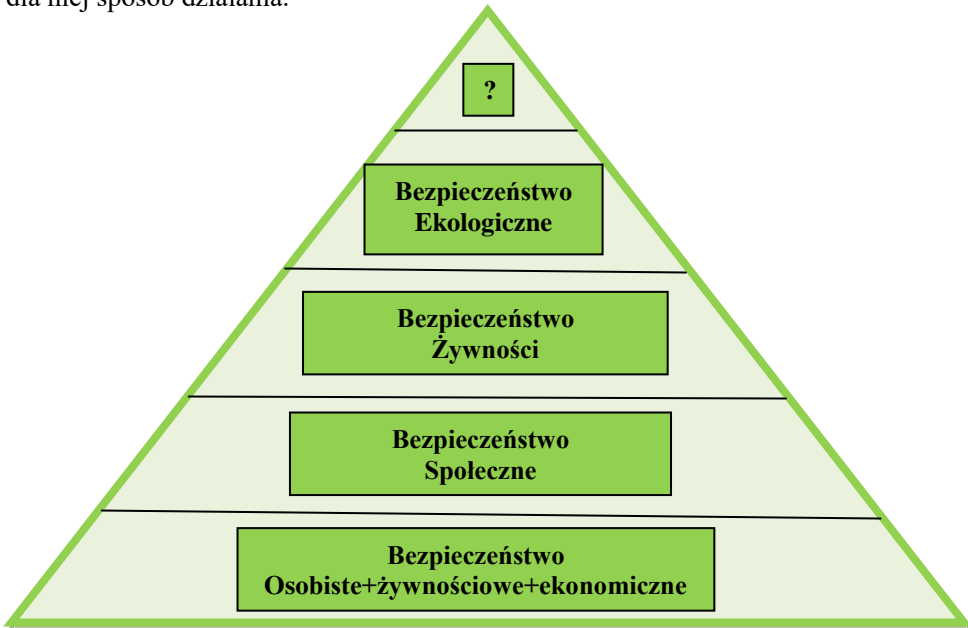 dla niej sposób działania.
?
Bezpieczeństwo
Ekologiczne
Bezpieczeństwo
Żywności
Bezpieczeństwo
Społeczne
Bezpieczeństwo
Osobiste+żywnościowe+ekonomiczne